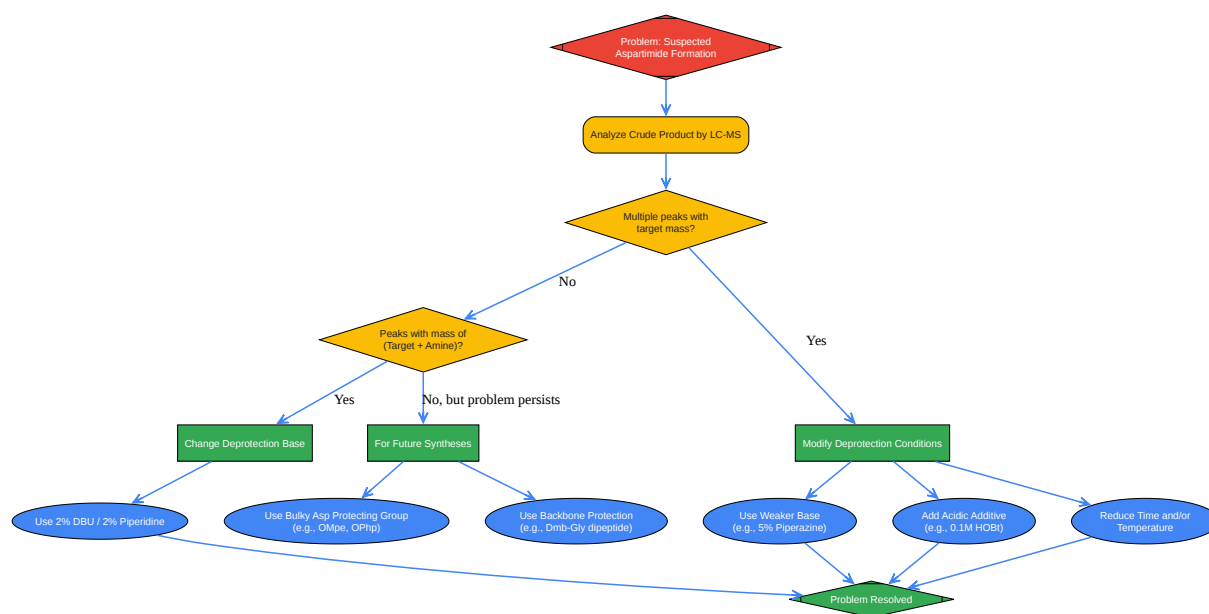 Problem: Suspected
Aspartimide Formation
Analyze Crude Product by LC-MS
Multiple peaks with
target mass?
No
Peaks with mass of
(Target + Amine)?
Yes
Yes
No, but problem persists
Change Deprotection Base
For Future Syntheses
Modify Deprotection Conditions
Use 2% DBU / 2% Piperidine
Use Bulky Asp Protecting Group
(e.g., OMpe, OPhp)
Use Backbone Protection
(e.g., Dmb-Gly dipeptide)
Use Weaker Base
(e.g., 5% Piperazine)
Add Acidic Additive
(e.g., 0.1M HOBt)
Reduce Time and/or
Temperature
Problem Resolved